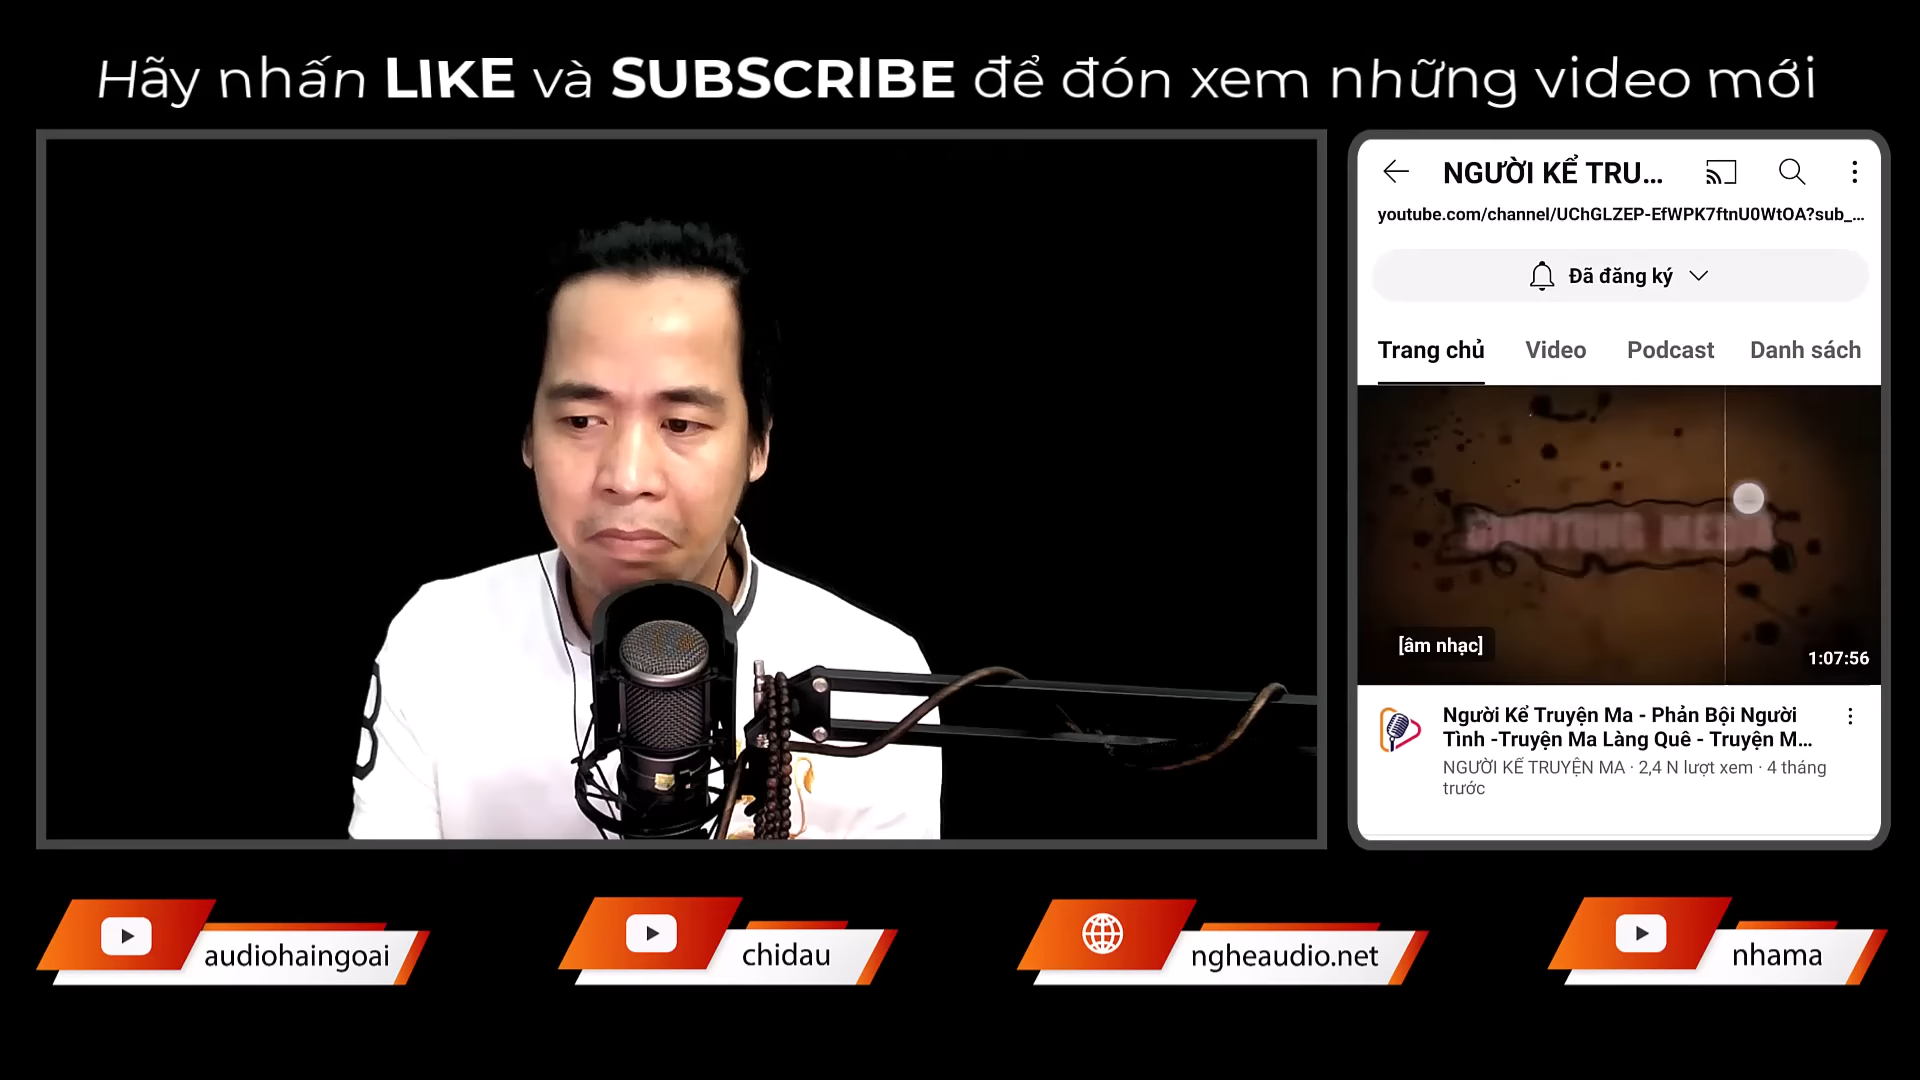 Hãy nhấn LIKE và SUBSCRIBE để đón xem những video mới
NGƯỜI KỂ TRU...
youtube.com/channel/UChGLZEP-EfWPK7ftnU0WtOA?sub_...
Đã đăng ký
Trang chủ Video Podcast Danh sách
[âm nhạc]
1:07:56
Người Kể Truyện Ma - Phản Bội Người
Tình -Truyện Ma Làng Quê - Truyện M...
NGƯỜI KỂ TRUYỆN MA · 2,4 N lượt xem · 4 tháng
trước
audiohaingoai
chidau
ngheaudio.net
nhama